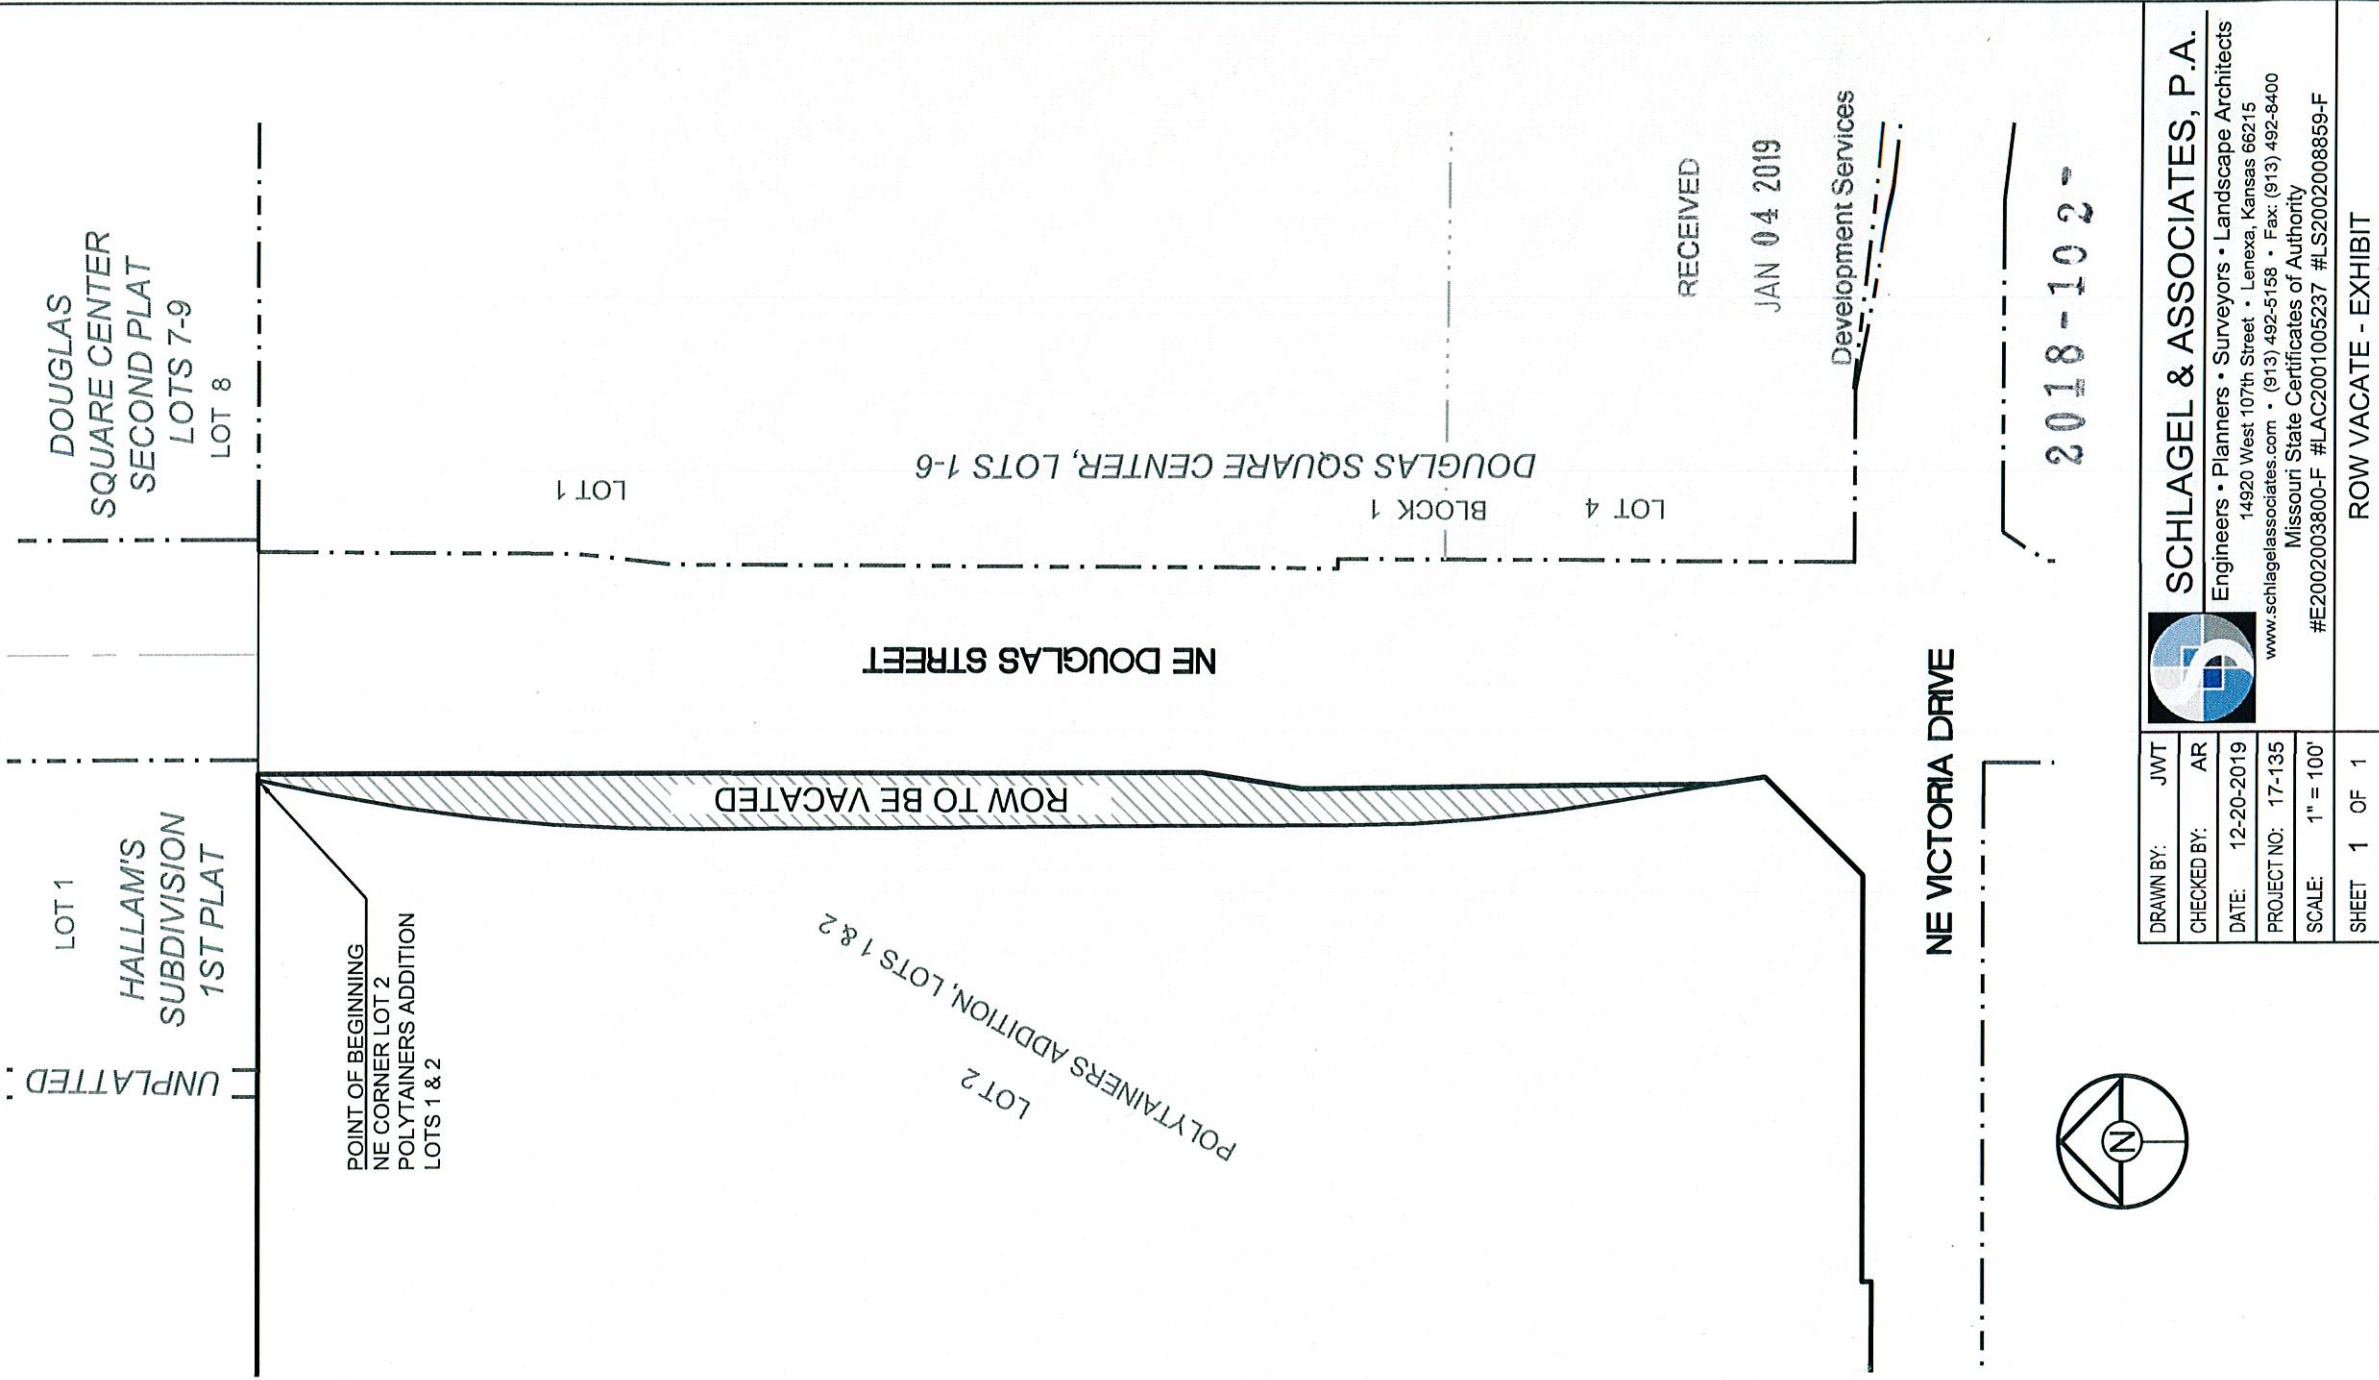 LOT 1
HALLAM'S
SUBDIVISION
1ST PLAT
UNPLATTED
DOUGLAS
SQUARE CENTER
SECOND PLAT
LOTS 7-9
LOT 8
POINT OF BEGINNING
NE CORNER LOT 2
POLYTAINERS ADDITION
LOTS 1 & 2
ROW TO BE VACATED
NE DOUGLAS STREET
LOT 1
DOUGLAS SQUARE CENTER, LOTS 1-6
BLOCK 1
LOT 4
LOT 2
POLYTAINERS ADDITION, LOTS 1 & 2
RECEIVED
JAN 04 2019
Development Services
NE VICTORIA DRIVE
2018-102-
N
DRAWN BY: JWT
CHECKED BY: AR
DATE: 12-20-2019
PROJECT NO: 17-135
SCALE: 1" = 100'
SHEET 1 OF 1
SCHLAGEL & ASSOCIATES, P.A.
Engineers • Planners • Surveyors • Landscape Architects
14920 West 107th Street • Lenexa, Kansas 66215
www.schlagelassociates.com • (913) 492-5158 • Fax: (913) 492-8400
Missouri State Certificates of Authority
#E2002003800-F #LAC2001005237 #LS2002008859-F
ROW VACATE - EXHIBIT